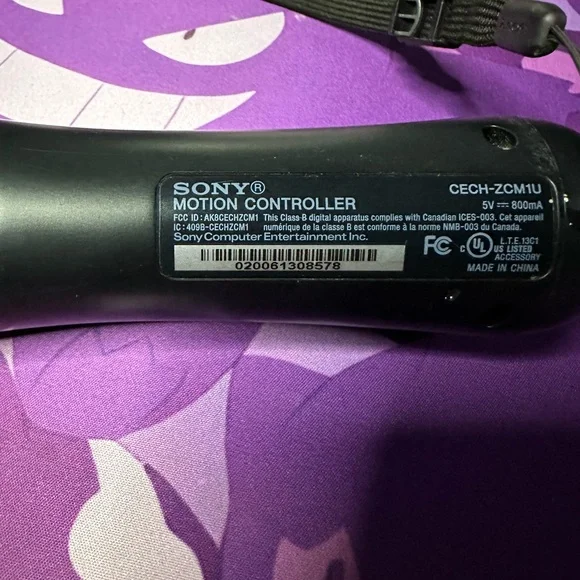 SONY®
CECH-ZCM1U
MOTION CONTROLLER
5V ⎓ 800mA
FCC ID : AK8CECHZCM1 This Class B digital apparatus complies with Canadian ICES-003. Cet appareil
IC : 409B-CECHZCM1 numérique de la classe B est conforme à la norme NMB-003 du Canada.
Sony Computer Entertainment Inc.
FC
c UL US LISTED
L.T.E.13C1
ACCESSORY
020061308578
MADE IN CHINA